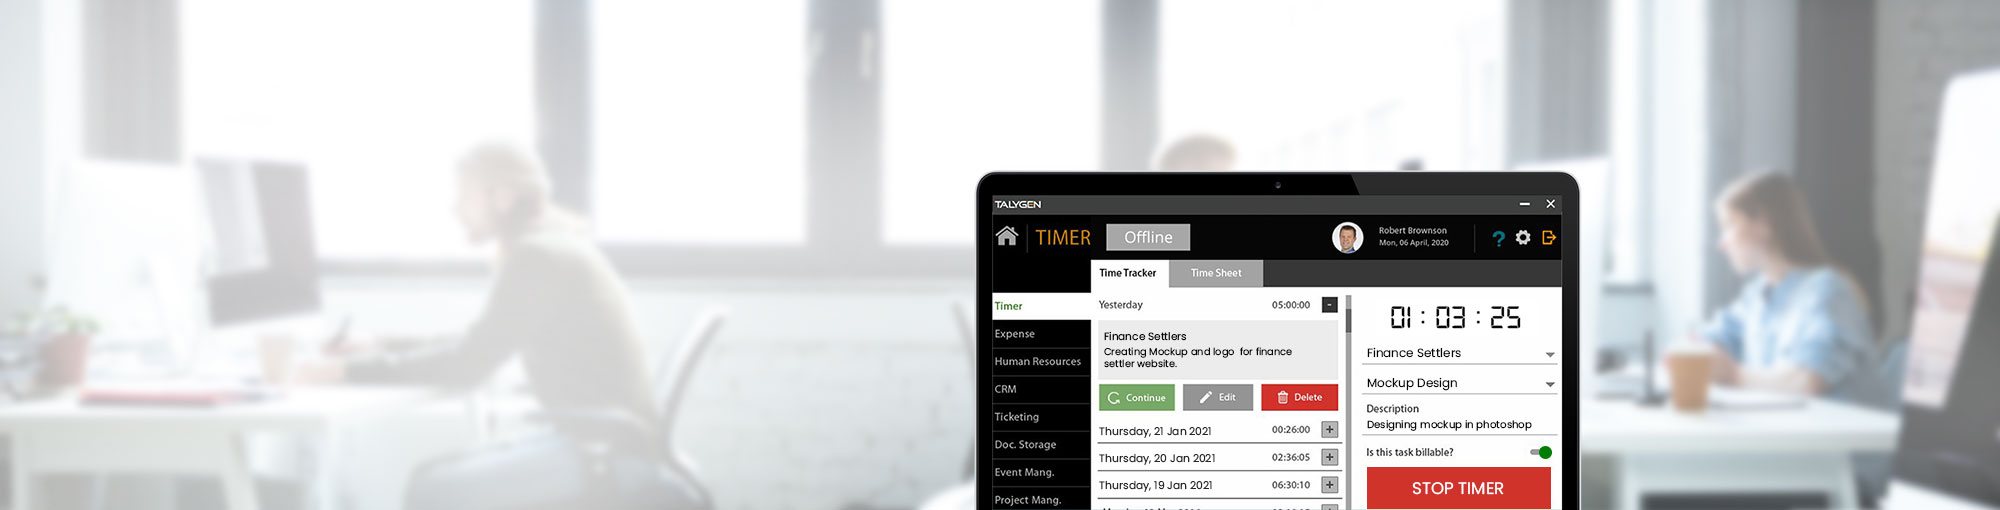 TALYGEN
TIMER
Offline
Robert Brownson
Mon, 06 April, 2020
?
Time Tracker
Time Sheet
Timer
Expense
Human Resources
CRM
Ticketing
Doc. Storage
Event Mang.
Project Mang.
Yesterday 05:00:00 -
Finance Settlers
Creating Mockup and logo for finance
settler website.
Continue
Edit
Delete
Thursday, 21 Jan 2021 00:26:00 +
Thursday, 20 Jan 2021 02:36:05 +
Thursday, 19 Jan 2021 06:30:10 +
01 : 03 : 25
Finance Settlers
Mockup Design
Description
Designing mockup in photoshop
Is this task billable?
STOP TIMER